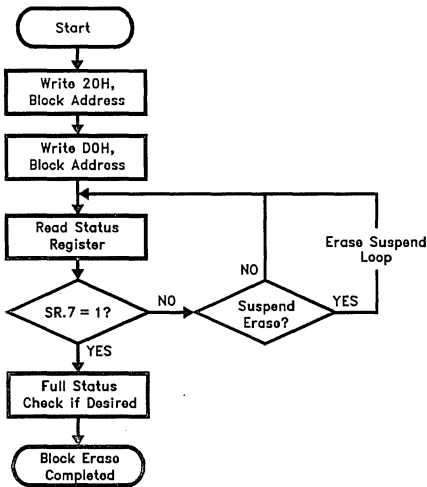 Start
Write 20H,
Block Address
Write D0H,
Block Address
Read Status
Register
Erase Suspend
Loop
NO
SR.7 = 1?
NO
Suspend
Erase?
YES
YES
Full Status
Check if Desired
Block Erase
Completed